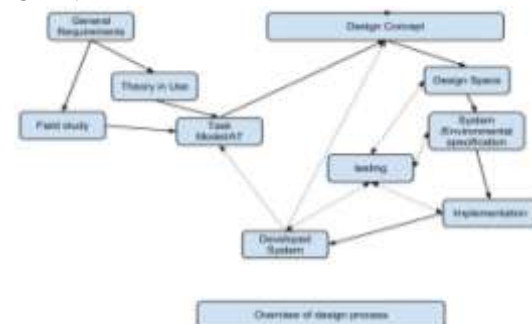 General
Requirements
Design Concept
Theory in Use
Design Space
Field study
Task
Model/AT
System
/Environmental
specification
testing
Implementation
Developed
System
Overview of design process